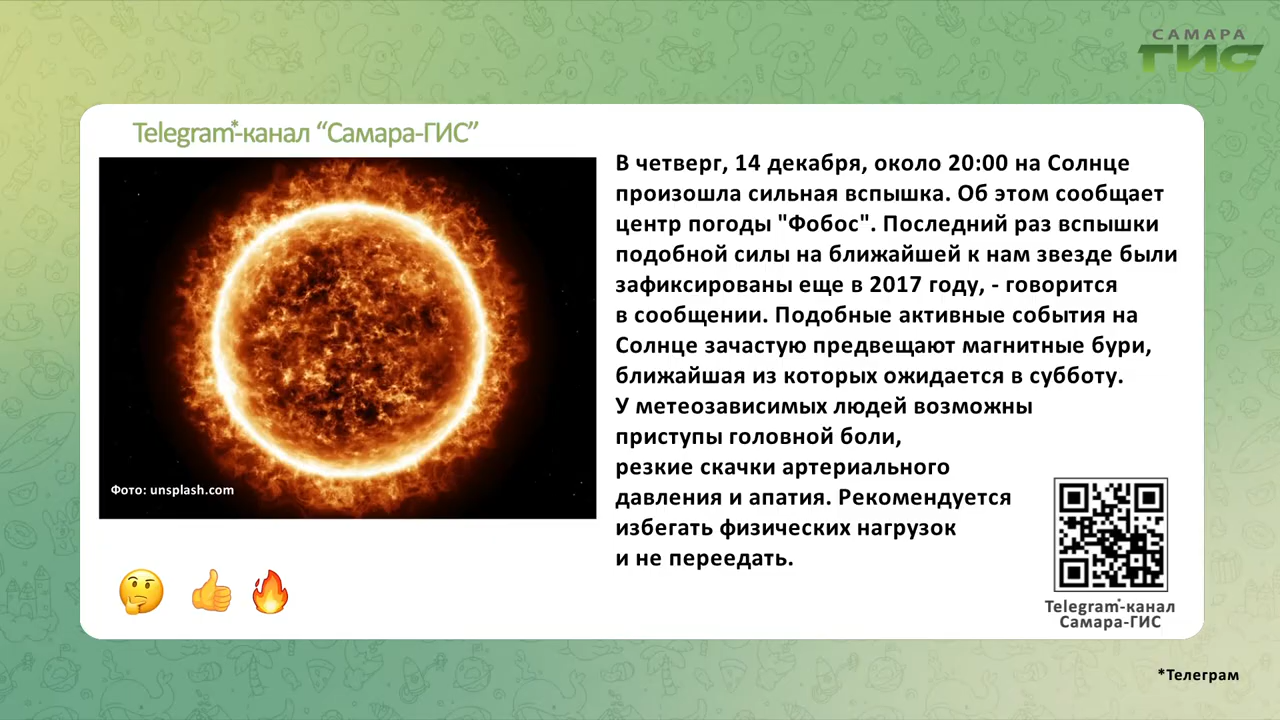 САМАРА
ГИС
Telegram*-канал “Самара-ГИС”
В четверг, 14 декабря, около 20:00 на Солнце
произошла сильная вспышка. Об этом сообщает
центр погоды "Фобос". Последний раз вспышки
подобной силы на ближайшей к нам звезде были
зафиксированы еще в 2017 году, - говорится
в сообщении. Подобные активные события на
Солнце зачастую предвещают магнитные бури,
ближайшая из которых ожидается в субботу.
У метеозависимых людей возможны
приступы головной боли,
резкие скачки артериального
давления и апатия. Рекомендуется
избегать физических нагрузок
и не переедать.
Фото: unsplash.com
Telegram*-канал
Самара-ГИС
*Телеграм